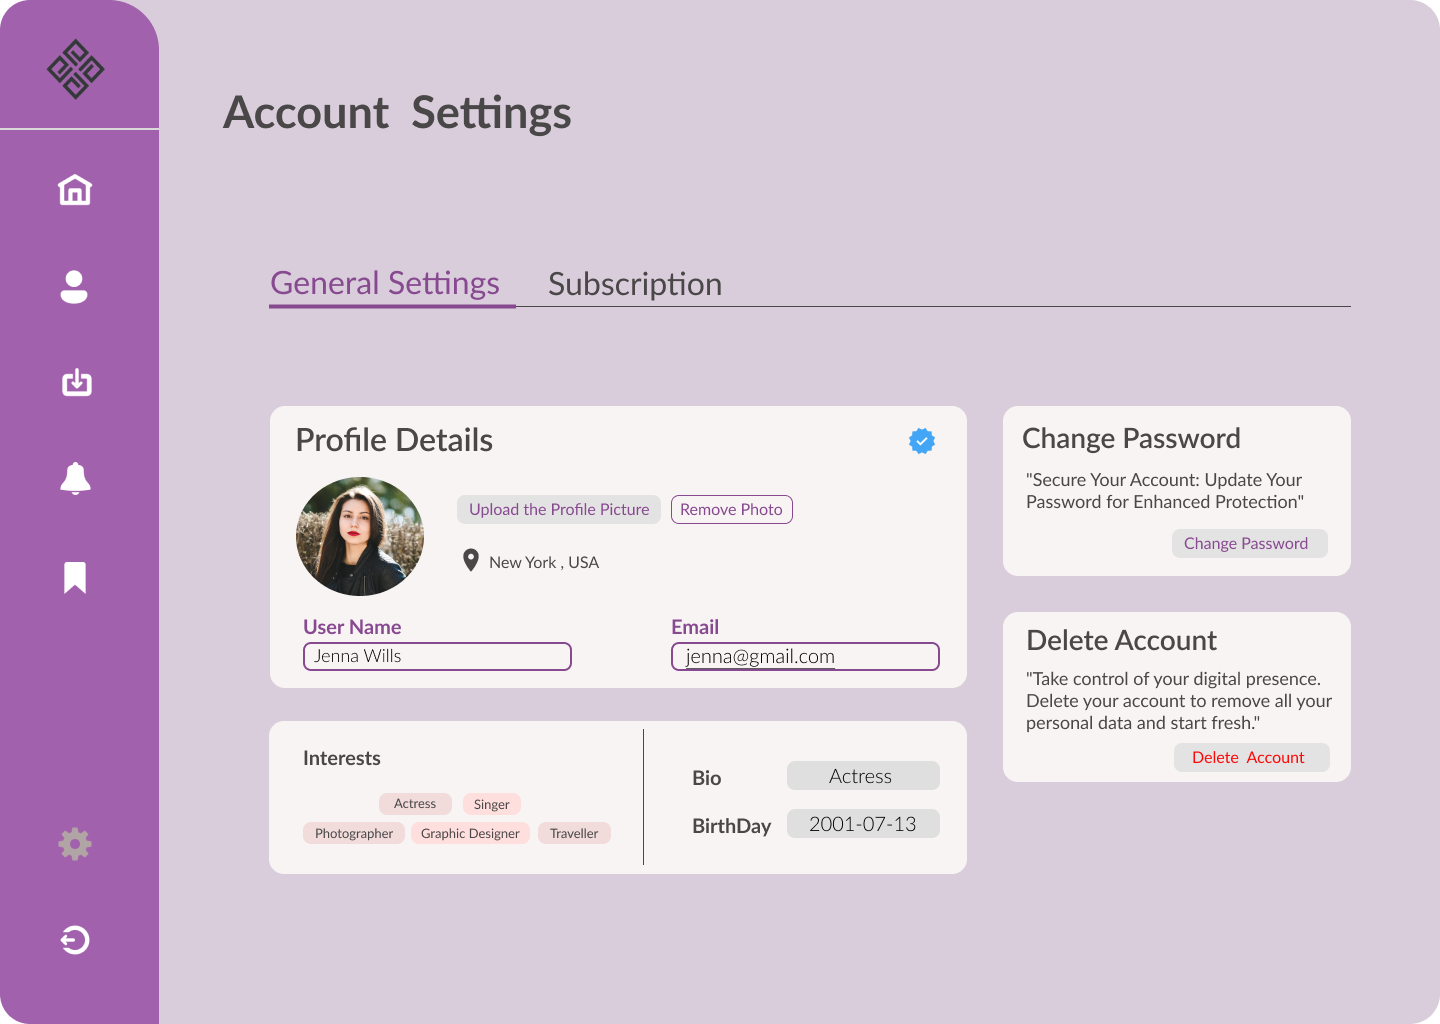 Account Settings
General Settings
Subscription
Profile Details
Upload the Profile Picture
Remove Photo
New York , USA
User Name
Jenna Wills
Email
jenna@gmail.com
Interests
Actress
Singer
Photographer
Graphic Designer
Traveller
Bio
Actress
BirthDay
2001-07-13
Change Password
"Secure Your Account: Update Your
Password for Enhanced Protection"
Change Password
Delete Account
"Take control of your digital presence.
Delete your account to remove all your
personal data and start fresh."
Delete Account